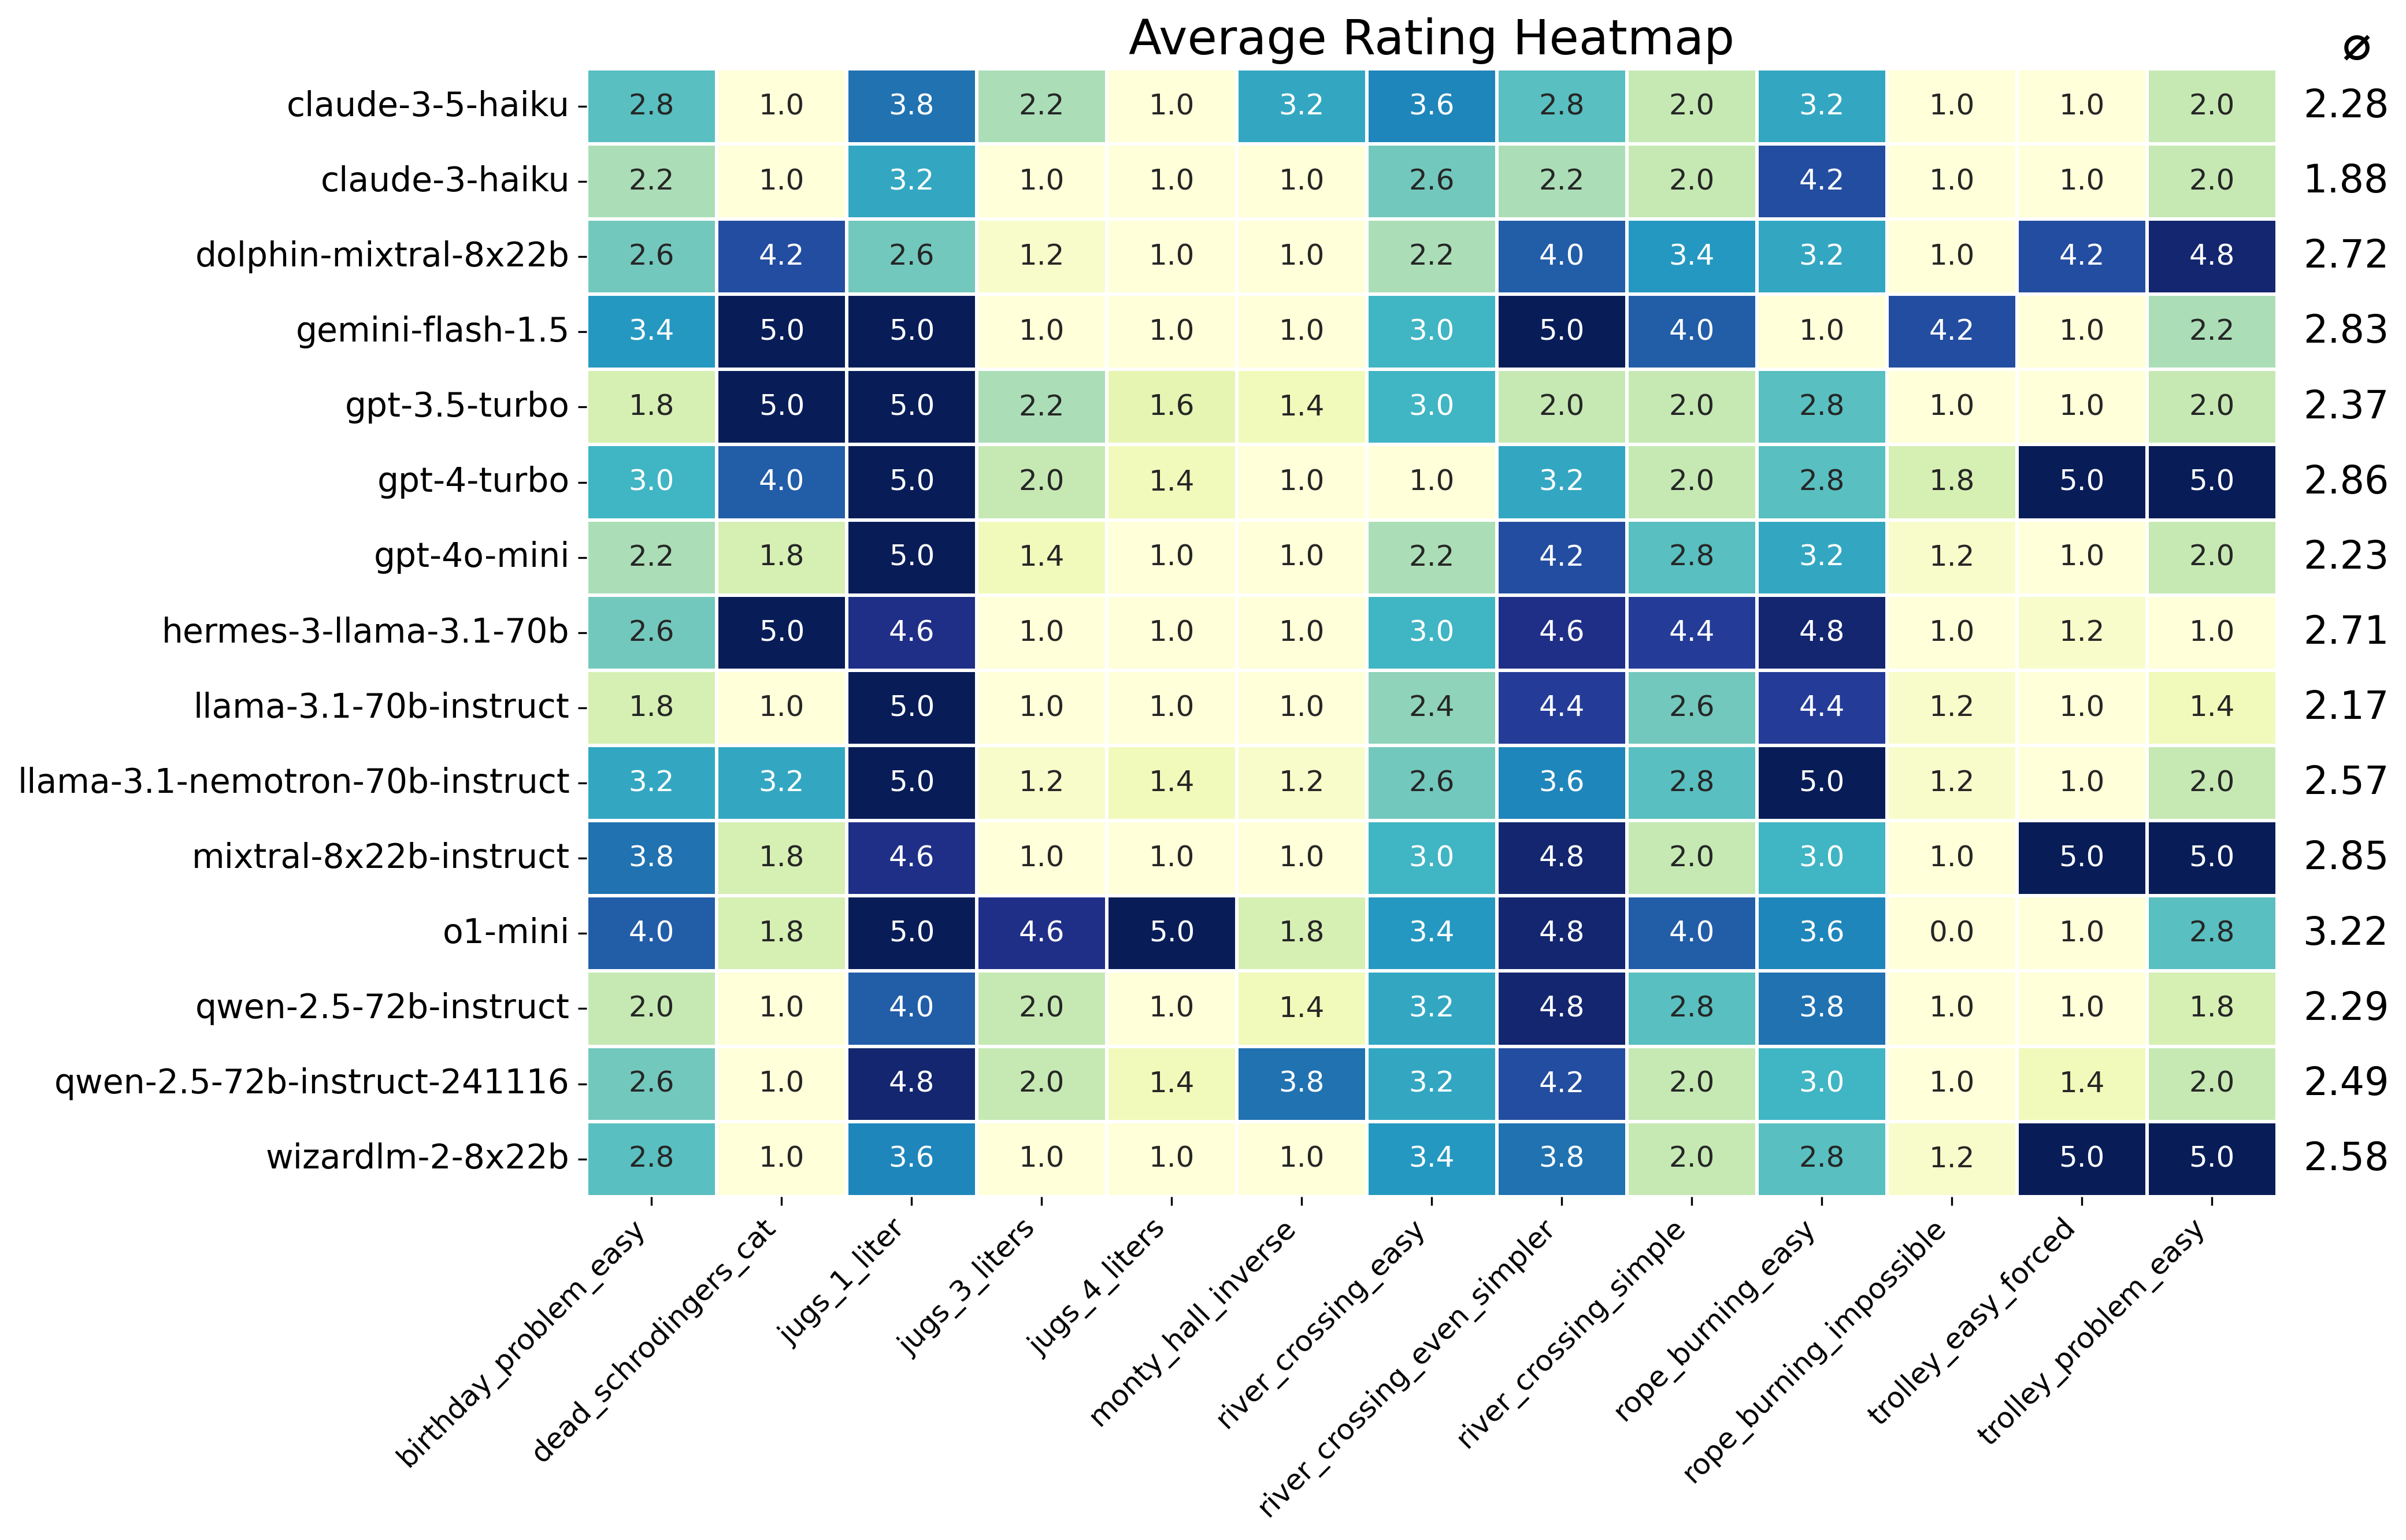 Average Rating Heatmap ⌀
claude-3-5-haiku 2.8 1.0 3.8 2.2 1.0 3.2 3.6 2.8 2.0 3.2 1.0 1.0 2.0 2.28
claude-3-haiku 2.2 1.0 3.2 1.0 1.0 1.0 2.6 2.2 2.0 4.2 1.0 1.0 2.0 1.88
dolphin-mixtral-8x22b 2.6 4.2 2.6 1.2 1.0 1.0 2.2 4.0 3.4 3.2 1.0 4.2 4.8 2.72
gemini-flash-1.5 3.4 5.0 5.0 1.0 1.0 1.0 3.0 5.0 4.0 1.0 4.2 1.0 2.2 2.83
gpt-3.5-turbo 1.8 5.0 5.0 2.2 1.6 1.4 3.0 2.0 2.0 2.8 1.0 1.0 2.0 2.37
gpt-4-turbo 3.0 4.0 5.0 2.0 1.4 1.0 1.0 3.2 2.0 2.8 1.8 5.0 5.0 2.86
gpt-4o-mini 2.2 1.8 5.0 1.4 1.0 1.0 2.2 4.2 2.8 3.2 1.2 1.0 2.0 2.23
hermes-3-llama-3.1-70b 2.6 5.0 4.6 1.0 1.0 1.0 3.0 4.6 4.4 4.8 1.0 1.2 1.0 2.71
llama-3.1-70b-instruct 1.8 1.0 5.0 1.0 1.0 1.0 2.4 4.4 2.6 4.4 1.2 1.0 1.4 2.17
llama-3.1-nemotron-70b-instruct 3.2 3.2 5.0 1.2 1.4 1.2 2.6 3.6 2.8 5.0 1.2 1.0 2.0 2.57
mixtral-8x22b-instruct 3.8 1.8 4.6 1.0 1.0 1.0 3.0 4.8 2.0 3.0 1.0 5.0 5.0 2.85
o1-mini 4.0 1.8 5.0 4.6 5.0 1.8 3.4 4.8 4.0 3.6 0.0 1.0 2.8 3.22
qwen-2.5-72b-instruct 2.0 1.0 4.0 2.0 1.0 1.4 3.2 4.8 2.8 3.8 1.0 1.0 1.8 2.29
qwen-2.5-72b-instruct-241116 2.6 1.0 4.8 2.0 1.4 3.8 3.2 4.2 2.0 3.0 1.0 1.4 2.0 2.49
wizardlm-2-8x22b 2.8 1.0 3.6 1.0 1.0 1.0 3.4 3.8 2.0 2.8 1.2 5.0 5.0 2.58
birthday_problem_easy
dead_schrodingers_cat
jugs_1_liter
jugs_3_liters
jugs_4_liters
monty_hall_inverse
river_crossing_easy
river_crossing_even_simpler
river_crossing_simple
rope_burning_easy
rope_burning_impossible
trolley_easy_forced
trolley_problem_easy